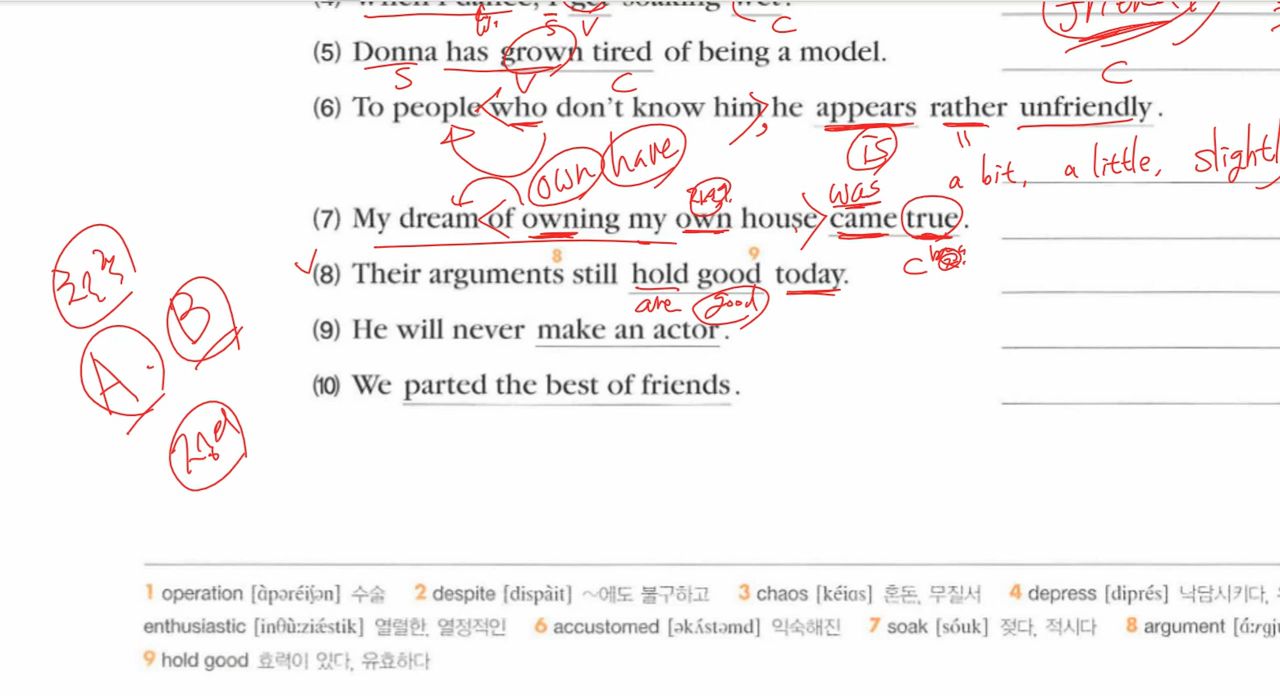 (5) Donna has grown tired of being a model.
S V C C
(6) To people who don't know him, he appears rather unfriendly.
own have is = a bit, a little,
was
(7) My dream of owning my own house came true.
C
(8) Their arguments still hold good today.
are good
(9) He will never make an actor.
B
A
(10) We parted the best of friends.
1 operation [àpəréiʃən] 수술 2 despite [dispàit] ~에도 불구하고 3 chaos [kéiɑs] 혼돈, 무질서 4 depress [diprés] 낙담시키다,
enthusiastic [inθùːziǽstik] 열렬한, 열정적인 6 accustomed [əkʌ́stəmd] 익숙해진 7 soak [sóuk] 젖다, 적시다 8 argument
9 hold good 효력이 있다, 유효하다